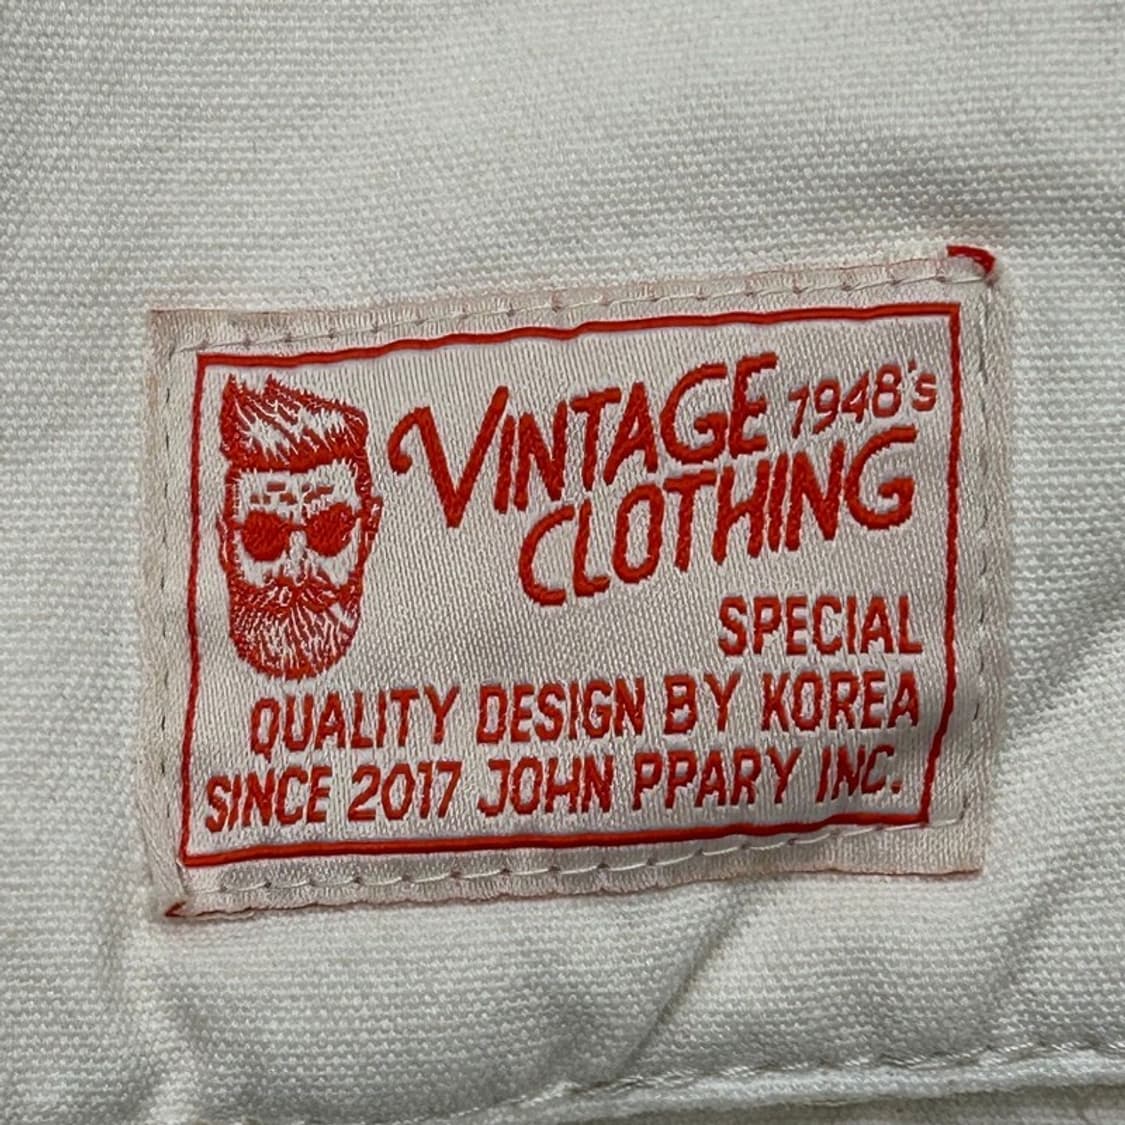 VINTAGE 1948's
CLOTHING
SPECIAL
QUALITY DESIGN BY KOREA
SINCE 2017 JOHN PPARY INC.